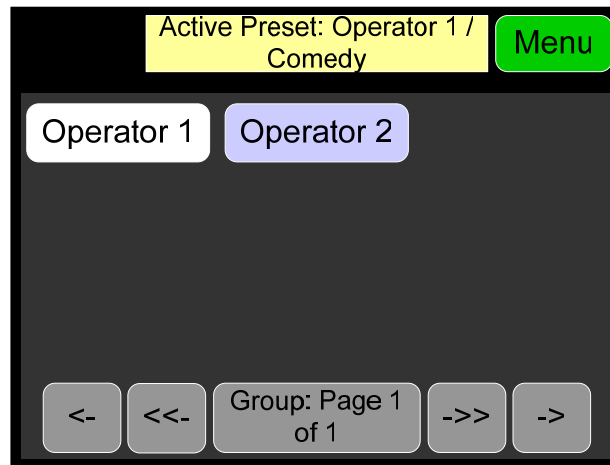 Active Preset: Operator 1 /
Comedy
Menu
Operator 1
Operator 2
<-
<<-
Group: Page 1
of 1
->>
->